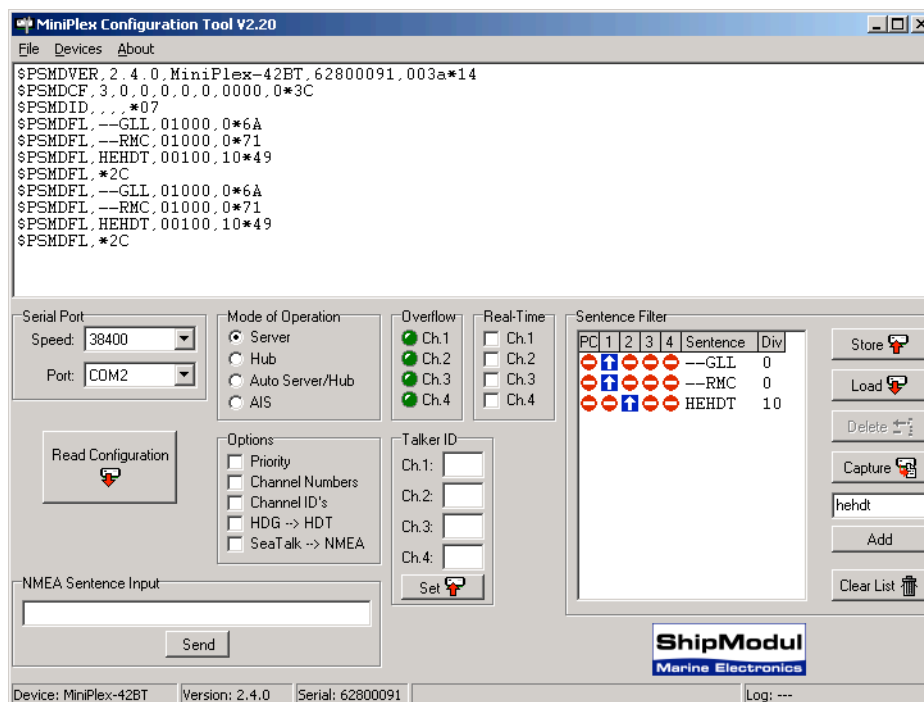 MiniPlex Configuration Tool V2.20
File Devices About
$PSMDVER,2.4.0,MiniPlex-42BT,62800091,003a*14
$PSMDCF,3,0,0,0,0,0,0000,0*3C
$PSMDID,,,,*07
$PSMDFL,--GLL,01000,0*6A
$PSMDFL,--RMC,01000,0*71
$PSMDFL,HEHDT,00100,10*49
$PSMDFL,*2C
$PSMDFL,--GLL,01000,0*6A
$PSMDFL,--RMC,01000,0*71
$PSMDFL,HEHDT,00100,10*49
$PSMDFL,*2C
Serial Port
Speed: 38400
Port: COM2
Read Configuration
Mode of Operation
Server
Hub
Auto Server/Hub
AIS
Overflow
Ch.1
Ch.2
Ch.3
Ch.4
Real-Time
Ch.1
Ch.2
Ch.3
Ch.4
Options
Priority
Channel Numbers
Channel ID's
HDG --> HDT
SeaTalk --> NMEA
Talker ID
Ch.1:
Ch.2:
Ch.3:
Ch.4:
Set
Sentence Filter
PC 1 2 3 4 Sentence Div
--GLL 0
--RMC 0
HEHDT 10
Store
Load
Delete
Capture
hehdt
Add
Clear List
NMEA Sentence Input
Send
ShipModul
Marine Electronics
Device: MiniPlex-42BT Version: 2.4.0 Serial: 62800091 Log: ---